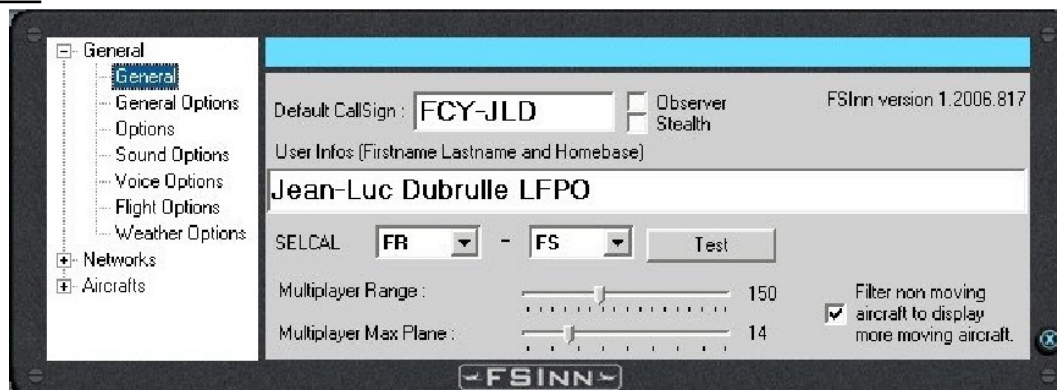 General
General
General Options
Options
Sound Options
Voice Options
Flight Options
Weather Options
Networks
Aircrafts
Default CallSign : FCY-JLD
Observer
Stealth
FSInn version 1.2006.817
User Infos (Firstname Lastname and Homebase)
Jean-Luc Dubrulle LFPO
SELCAL FR - FS Test
Multiplayer Range : 150
Multiplayer Max Plane : 14
Filter non moving
aircraft to display
more moving aircraft.
FSINN